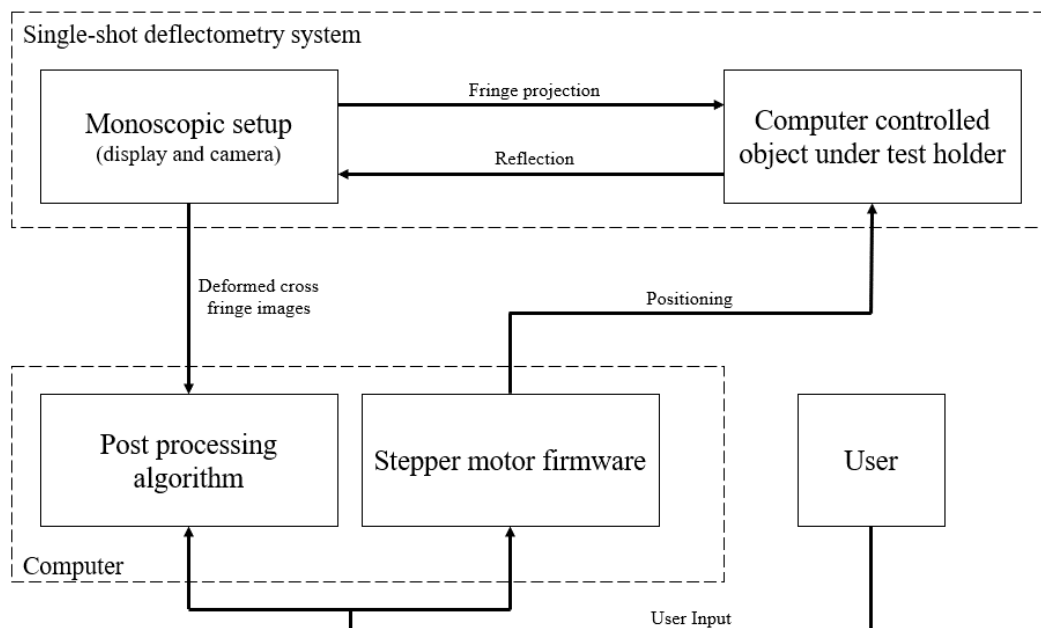 Single-shot deflectometry system
Monoscopic setup
(display and camera)
Fringe projection
Reflection
Computer controlled
object under test holder
Deformed cross
fringe images
Positioning
Post processing
algorithm
Stepper motor firmware
User
Computer
User Input